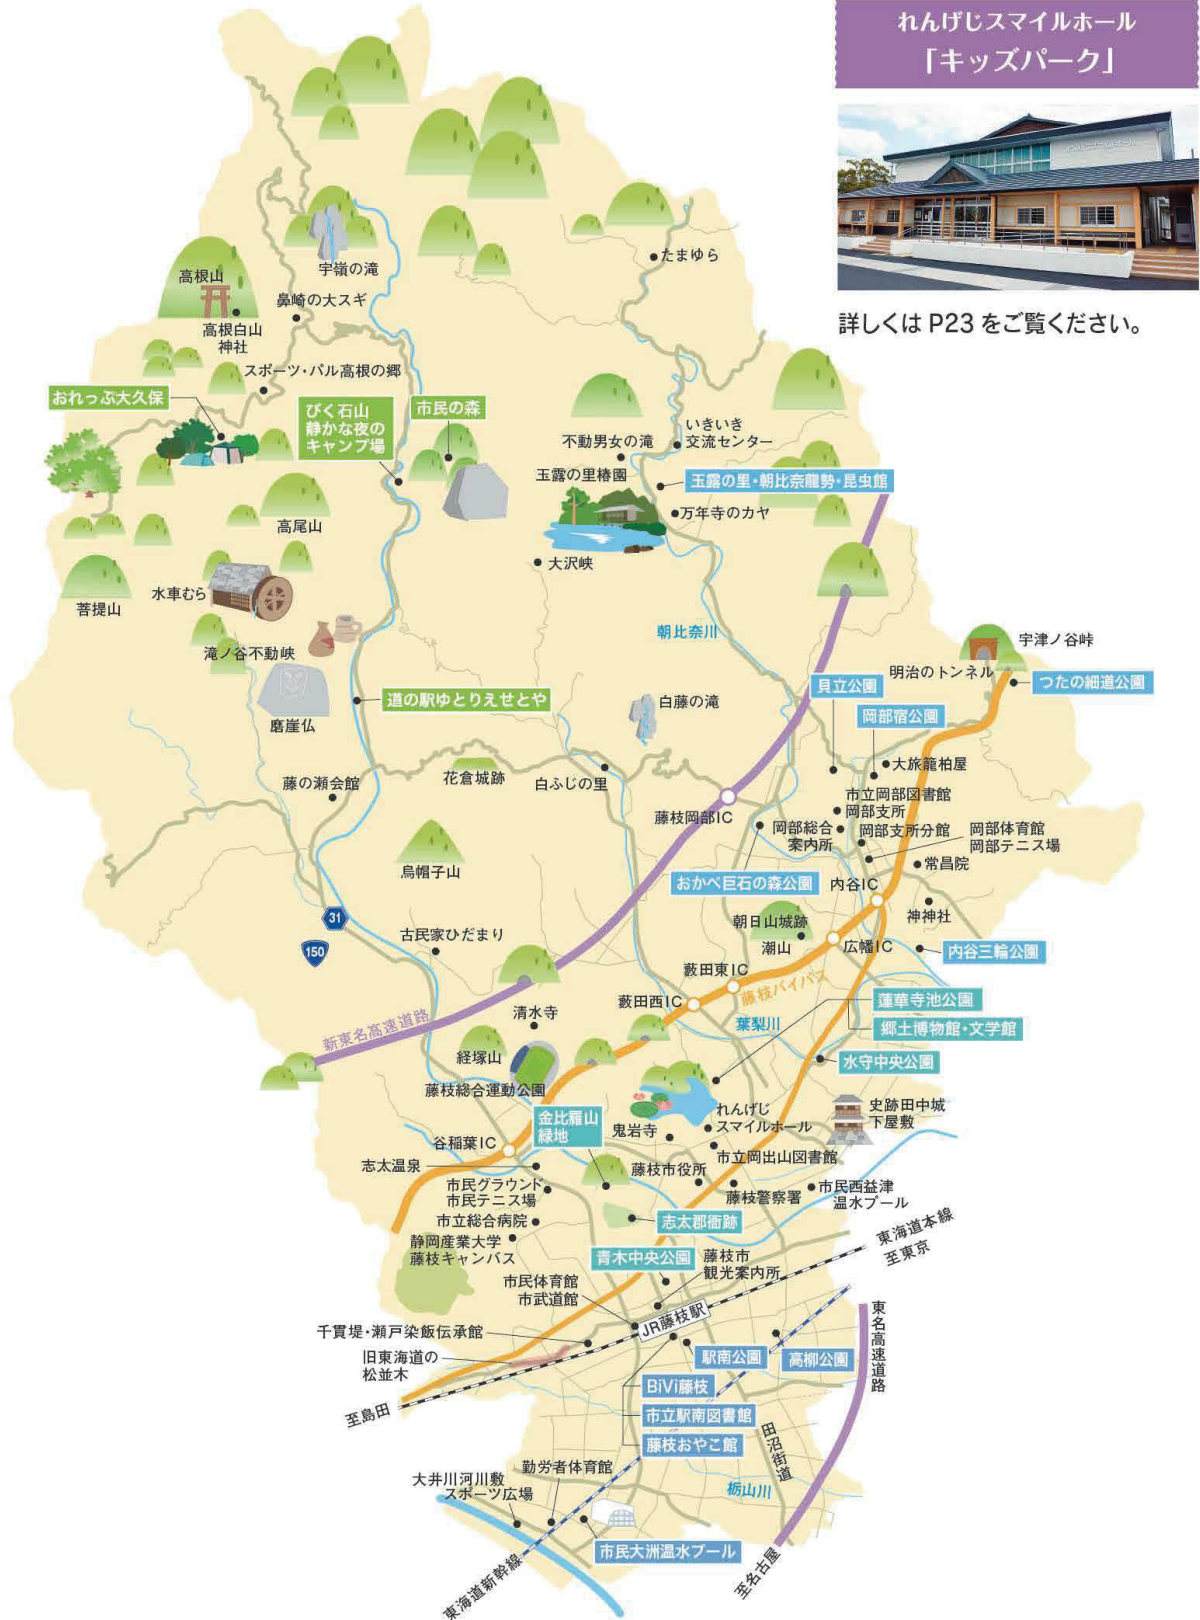 れんげじスマイルホール
「キッズパーク」
詳しくは P23 をご覧ください。
たまゆら
宇嶺の滝
高根山
鼻崎の大スギ
高根白山
神社
スポーツ・パル高根の郷
おれっぷ大久保
びく石山
静かな夜の
キャンプ場
市民の森
いきいき
交流センター
不動男女の滝
玉露の里椿園
玉露の里・朝比奈龍勢・昆虫館
万年寺のカヤ
高尾山
大沢峡
菩提山
水車むら
朝比奈川
宇津ノ谷峠
滝ノ谷不動峡
明治のトンネル
つたの細道公園
貝立公園
道の駅ゆとりえせとや
白藤の滝
岡部宿公園
磨崖仏
大旅籠柏屋
花倉城跡
藤の瀬会館
白ふじの里
市立岡部図書館
岡部支所
藤枝岡部IC
岡部総合
案内所
岡部支所分館
岡部体育館
岡部テニス場
常昌院
烏帽子山
おかべ巨石の森公園
内谷IC
神神社
31
150
古民家ひだまり
朝日山城跡
潮山
広幡IC
内谷三輪公園
薮田東IC
藤枝バイパス
薮田西IC
蓮華寺池公園
葉梨川
郷土博物館・文学館
新東名高速道路
清水寺
経塚山
水守中央公園
藤枝総合運動公園
金比羅山
緑地
れんげじ
スマイルホール
史跡田中城
下屋敷
鬼岩寺
谷稲葉IC
志太温泉
市立岡出山図書館
藤枝市役所
市民グラウンド
市民テニス場
藤枝警察署
市民西益津
温水プール
市立総合病院
志太郡衙跡
静岡産業大学
藤枝キャンパス
東海道本線
至東京
青木中央公園
藤枝市
観光案内所
市民体育館
市武道館
JR藤枝駅
千貫堤・瀬戸染飯伝承館
東名高速道路
旧東海道の
松並木
駅南公園
高柳公園
BiVi藤枝
至島田
市立駅南図書館
藤枝おやこ館
田沼街道
勤労者体育館
大井川河川敷
スポーツ広場
栃山川
市民大洲温水プール
東海道新幹線
至名古屋